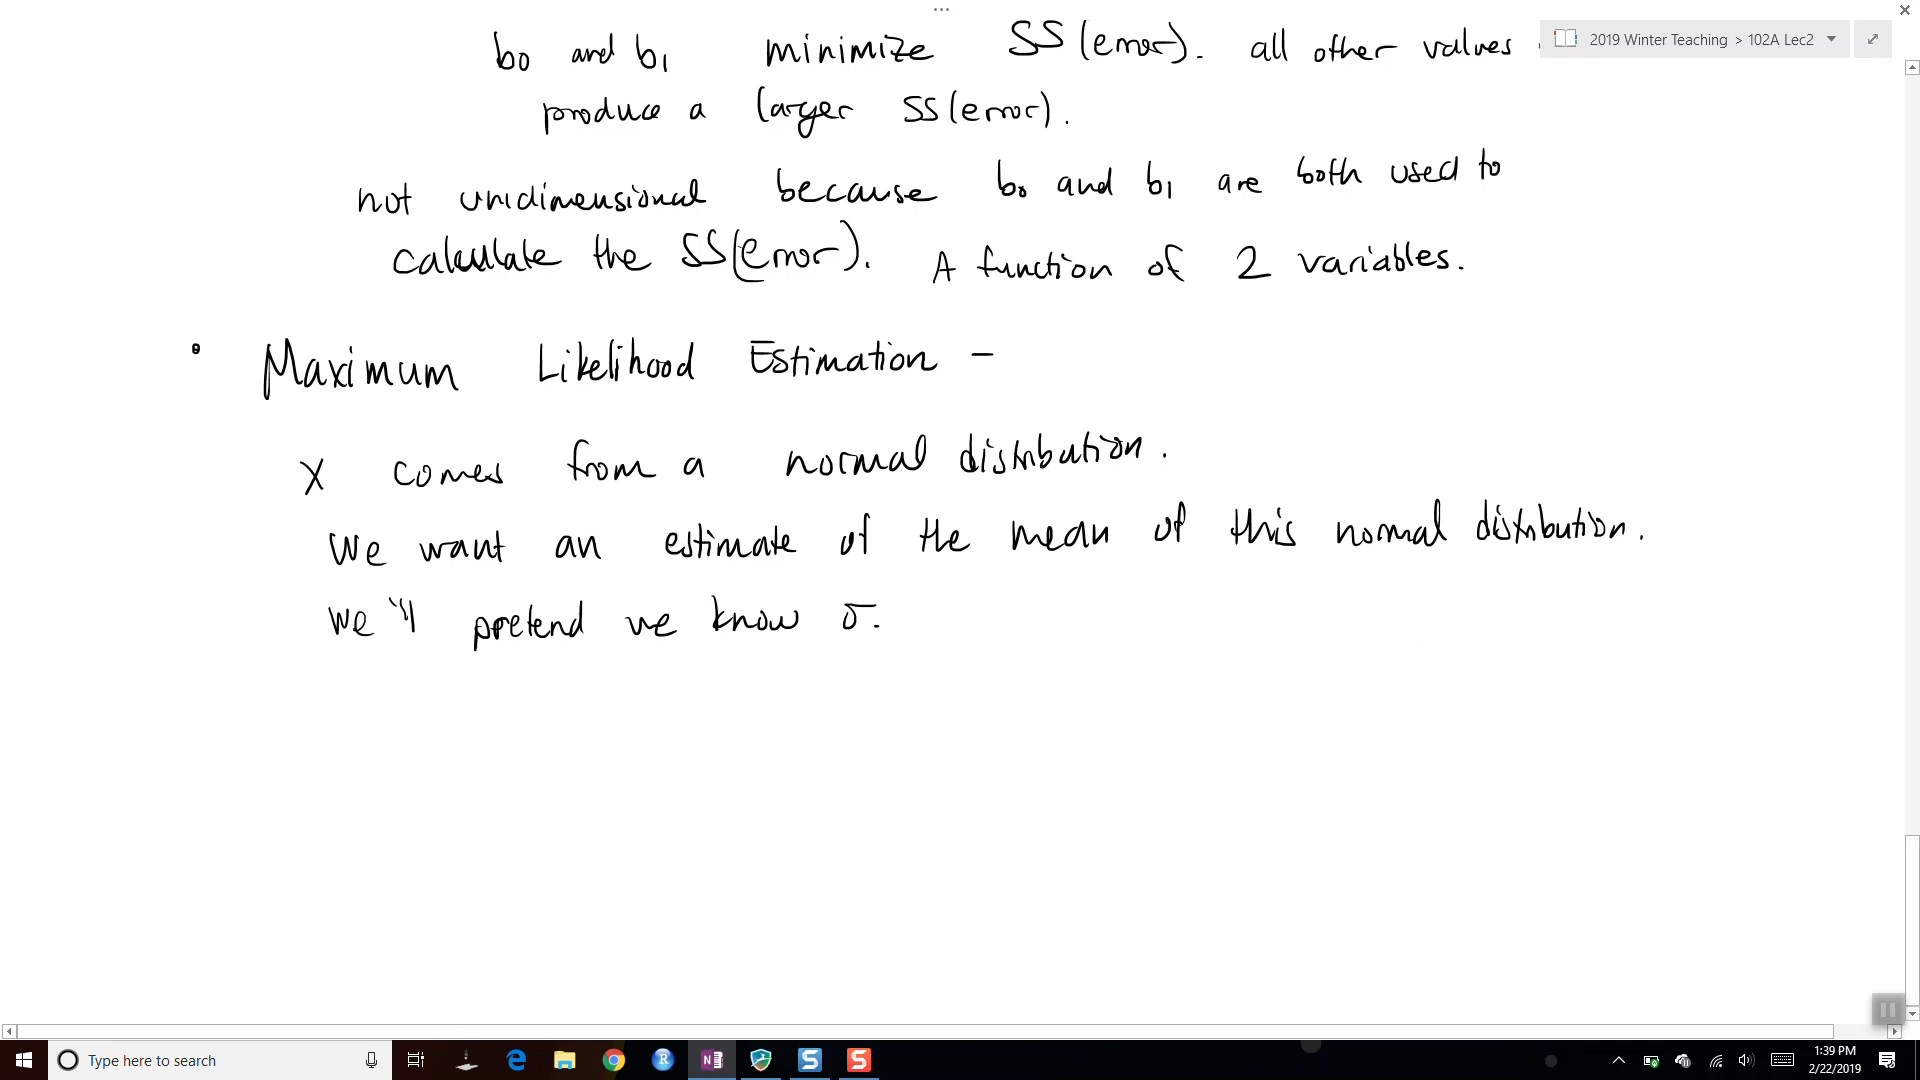 ...
b0 and b1 minimize SS(error). all other values
2019 Winter Teaching > 102A Lec2
produce a larger SS(error).
not unidimensional because b0 and b1 are both used to
calculate the SS(error). A function of 2 variables.
• Maximum Likelihood Estimation -
X comes from a normal distribution.
We want an estimate of the mean of this normal distribution.
We'll pretend we know σ.
Type here to search
1:39 PM
2/22/2019